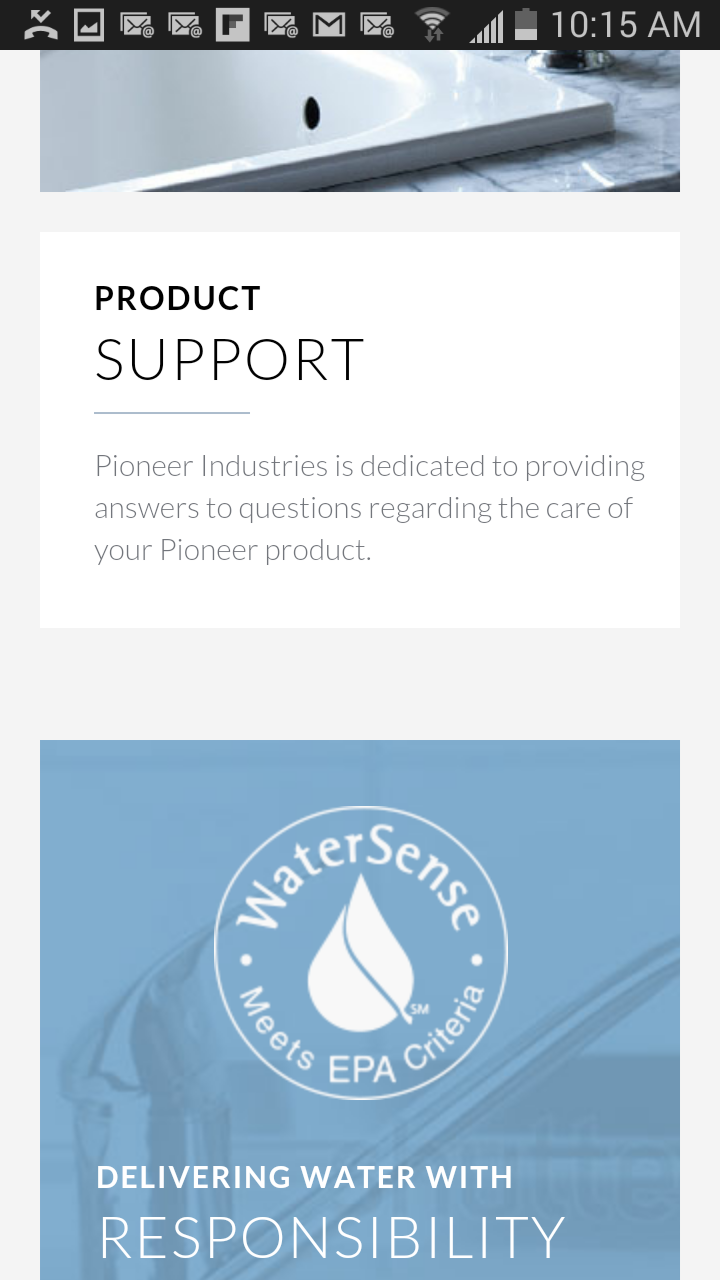 10:15 AM
PRODUCT
SUPPORT
Pioneer Industries is dedicated to providing
answers to questions regarding the care of
your Pioneer product.
WaterSense
SM
Meets EPA Criteria
DELIVERING WATER WITH
RESPONSIBILITY